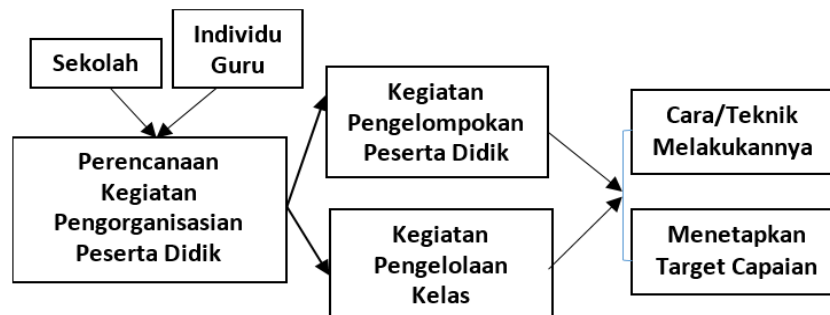 Sekolah
Individu
Guru
Perencanaan
Kegiatan
Pengorganisasian
Peserta Didik
Kegiatan
Pengelompokan
Peserta Didik
Kegiatan
Pengelolaan
Kelas
Cara/Teknik
Melakukannya
Menetapkan
Target Capaian